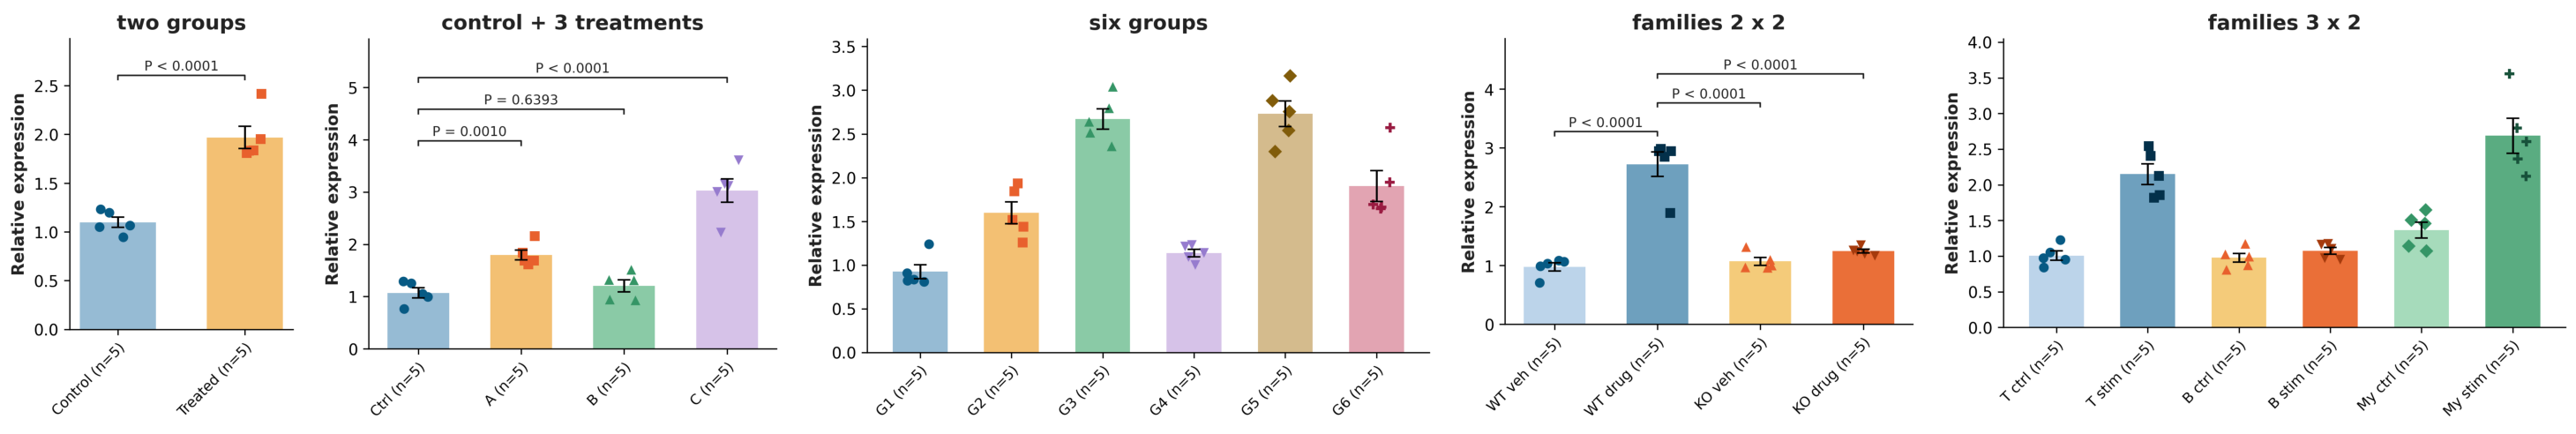 two groups
Relative expression
2.5
2.0
1.5
1.0
0.5
0.0
P < 0.0001
Control (n=5)
Treated (n=5)
control + 3 treatments
Relative expression
5
4
3
2
1
0
P < 0.0001
P = 0.6393
P = 0.0010
Ctrl (n=5)
A (n=5)
B (n=5)
C (n=5)
six groups
Relative expression
3.5
3.0
2.5
2.0
1.5
1.0
0.5
0.0
G1 (n=5)
G2 (n=5)
G3 (n=5)
G4 (n=5)
G5 (n=5)
G6 (n=5)
families 2 x 2
Relative expression
4
3
2
1
0
P < 0.0001
P < 0.0001
P < 0.0001
WT veh (n=5)
WT drug (n=5)
KO veh (n=5)
KO drug (n=5)
families 3 x 2
Relative expression
4.0
3.5
3.0
2.5
2.0
1.5
1.0
0.5
0.0
T ctrl (n=5)
T stim (n=5)
B ctrl (n=5)
B stim (n=5)
My ctrl (n=5)
My stim (n=5)